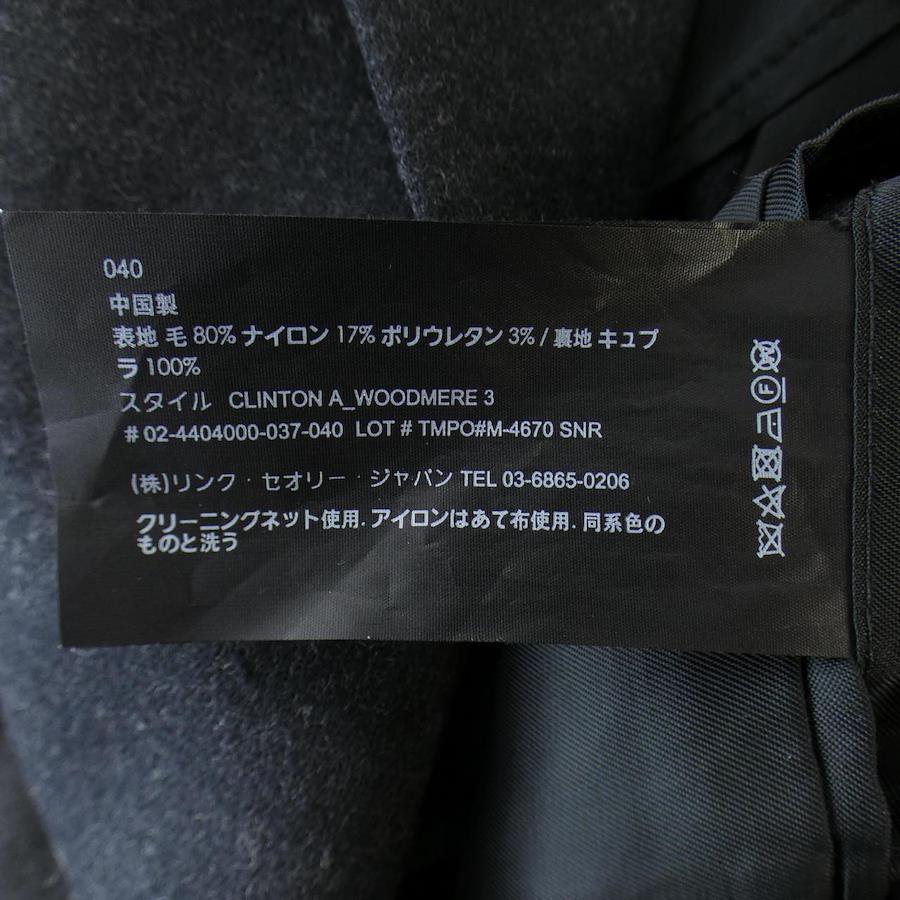 040
中国製
表地 毛 80% ナイロン 17% ポリウレタン 3% / 裏地 キュプ
ラ 100%
スタイル CLINTON A_WOODMERE 3
# 02-4404000-037-040 LOT # TMPO#M-4670 SNR
(株)リンク・セオリー・ジャパン TEL 03-6865-0206
クリーニングネット使用. アイロンはあて布使用. 同系色の
ものと洗う